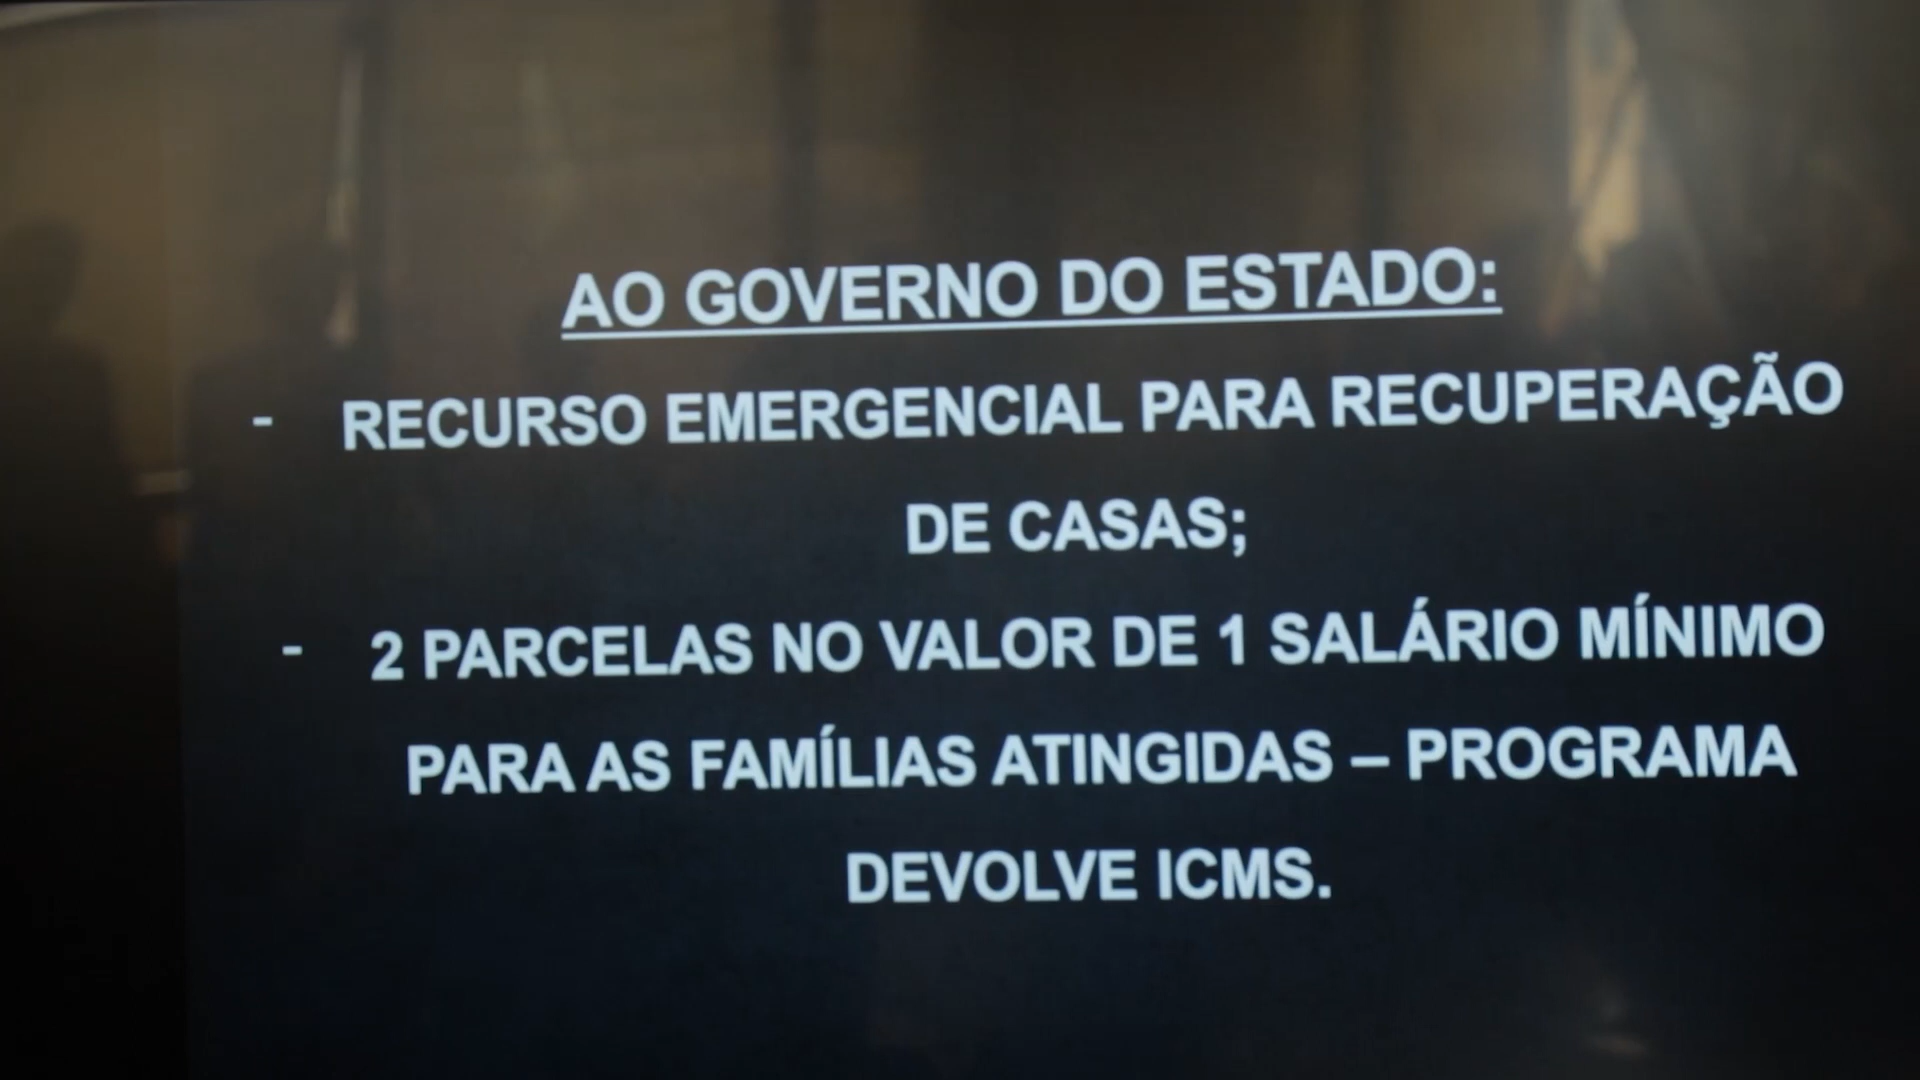 AO GOVERNO DO ESTADO:
- RECURSO EMERGENCIAL PARA RECUPERAÇÃO
DE CASAS;
- 2 PARCELAS NO VALOR DE 1 SALÁRIO MÍNIMO
PARA AS FAMÍLIAS ATINGIDAS – PROGRAMA
DEVOLVE ICMS.